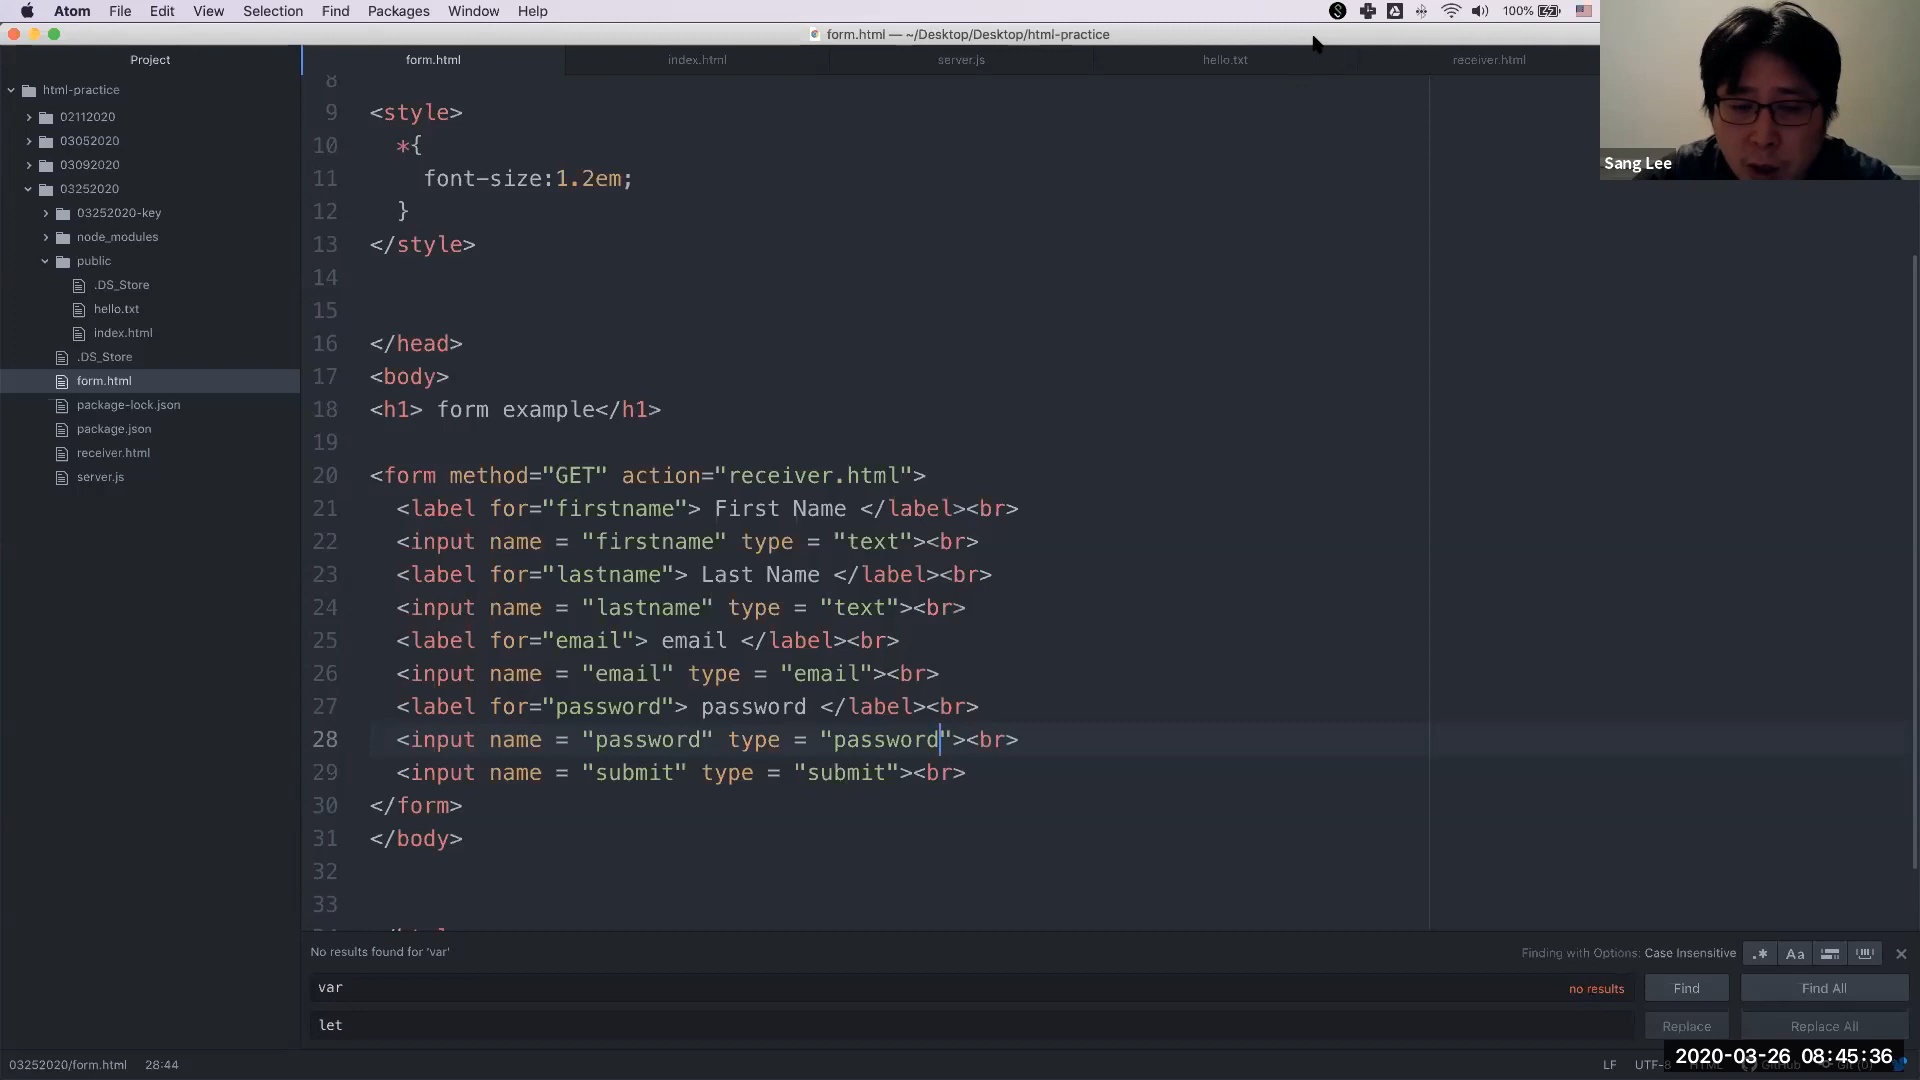 Atom File Edit View Selection Find Packages Window Help 100%
form.html — ~/Desktop/Desktop/html-practice
Project
form.html index.html server.js hello.txt receiver.html
html-practice
02112020
03052020
03092020
03252020
03252020-key
node_modules
public
.DS_Store
hello.txt
index.html
.DS_Store
form.html
package-lock.json
package.json
receiver.html
server.js
8
9 <style>
10 *{
11 font-size:1.2em;
12 }
13 </style>
14
15
16 </head>
17 <body>
18 <h1> form example</h1>
19
20 <form method="GET" action="receiver.html">
21 <label for="firstname"> First Name </label><br>
22 <input name = "firstname" type = "text"><br>
23 <label for="lastname"> Last Name </label><br>
24 <input name = "lastname" type = "text"><br>
25 <label for="email"> email </label><br>
26 <input name = "email" type = "email"><br>
27 <label for="password"> password </label><br>
28 <input name = "password" type = "password"><br>
29 <input name = "submit" type = "submit"><br>
30 </form>
31 </body>
32
33
Sang Lee
No results found for 'var'
Finding with Options: Case Insensitive .* Aa
var no results Find Find All
let Replace Replace All
03252020/form.html 28:44 LF UTF-8 HTML GitHub Git (0)
2020-03-26 08:45:36